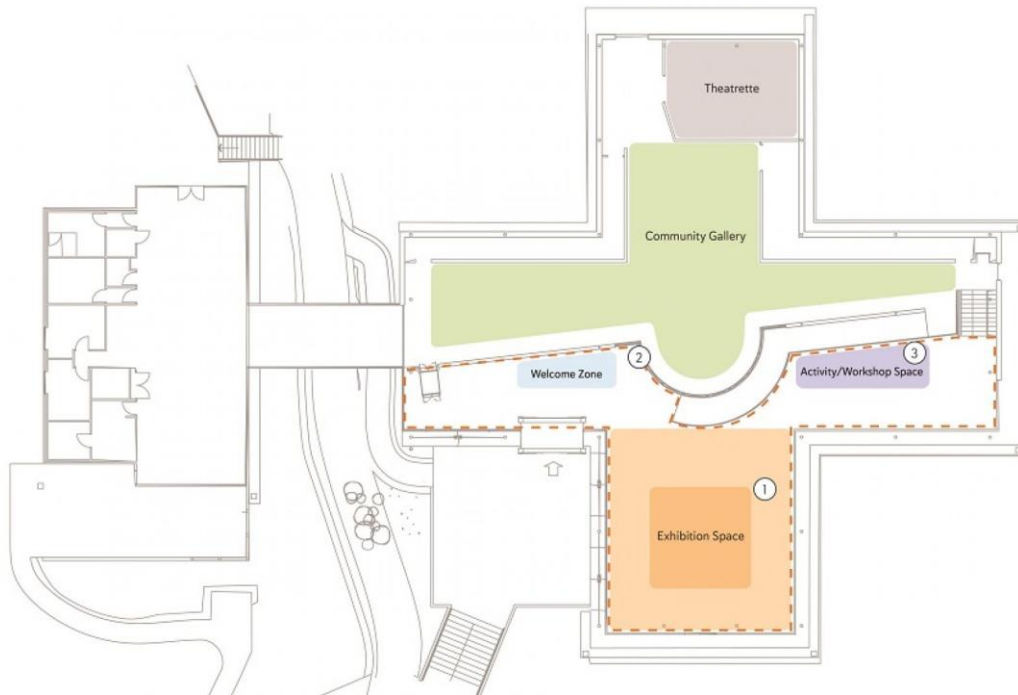 Theatrette
Community Gallery
2
3
Welcome Zone
Activity/Workshop Space
1
Exhibition Space